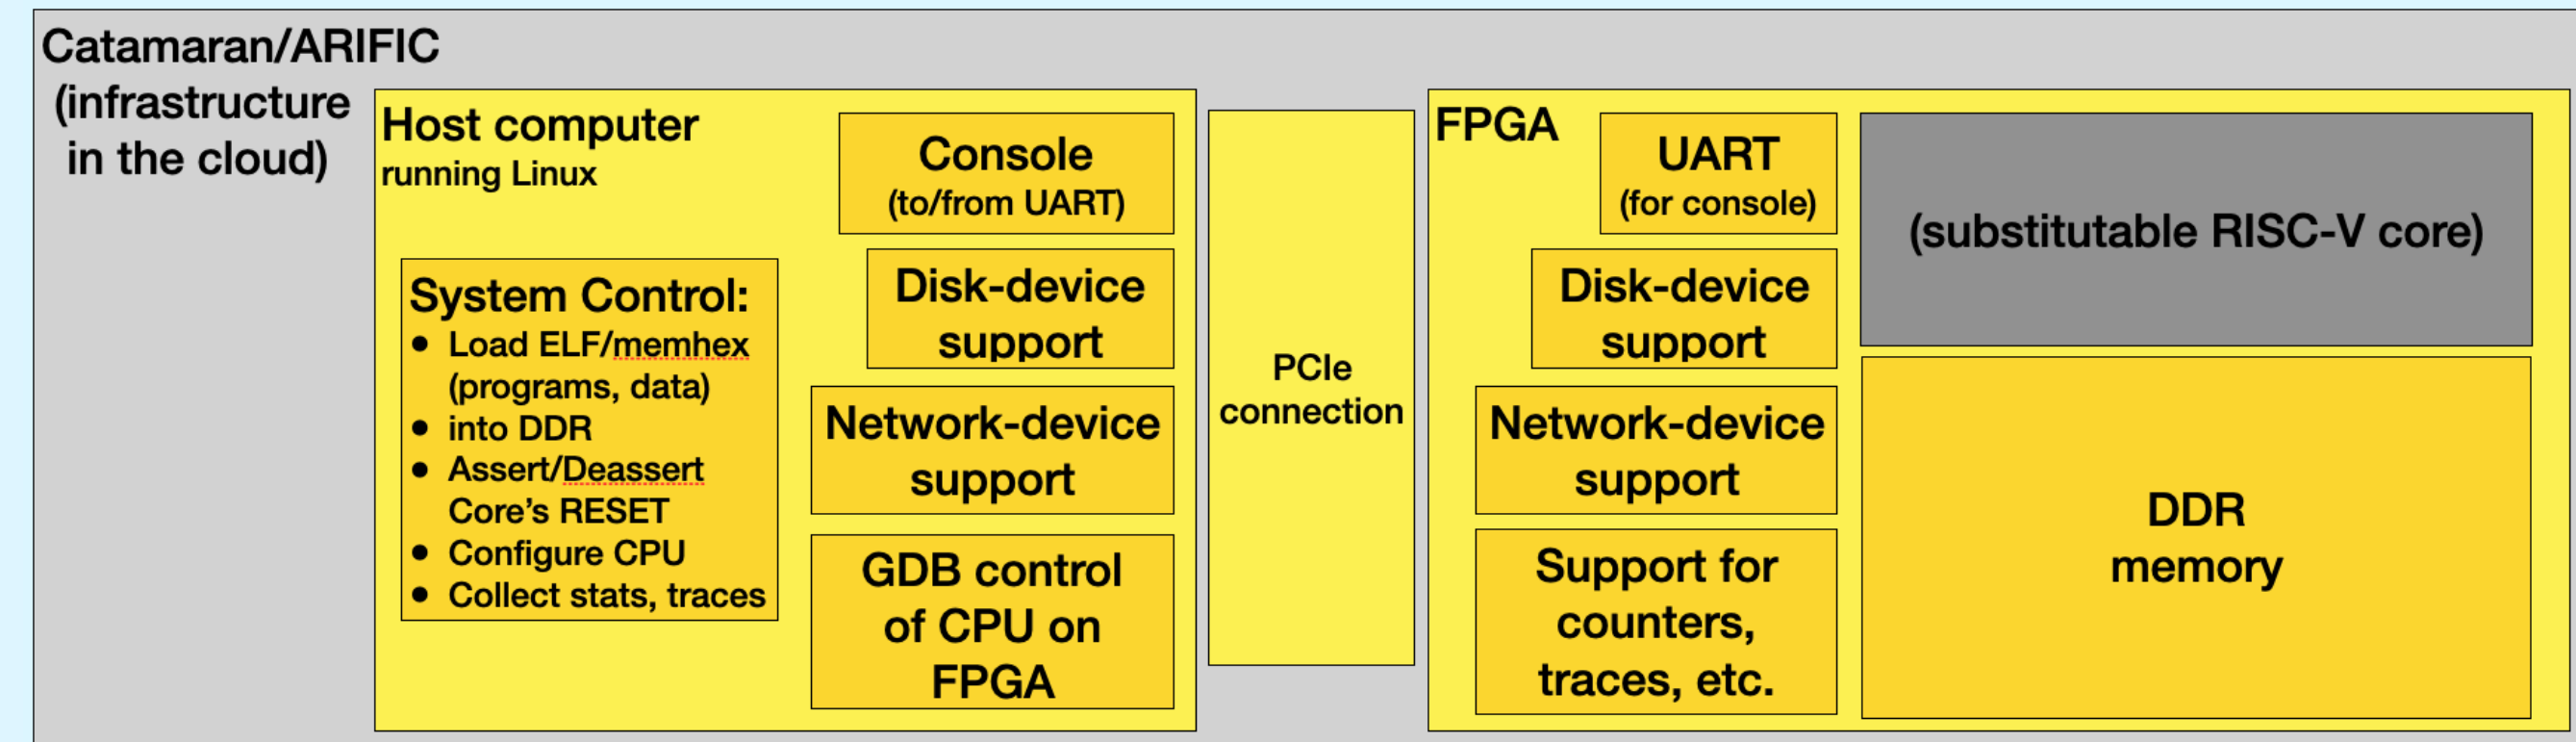 Catamaran/ARIFIC
(infrastructure
in the cloud)
Host computer
running Linux
System Control:
● Load ELF/memhex
(programs, data)
● into DDR
● Assert/Deassert
Core’s RESET
● Configure CPU
● Collect stats, traces
Console
(to/from UART)
Disk-device
support
Network-device
support
GDB control
of CPU on
FPGA
PCIe
connection
FPGA
UART
(for console)
Disk-device
support
Network-device
support
Support for
counters,
traces, etc.
(substitutable RISC-V core)
DDR
memory